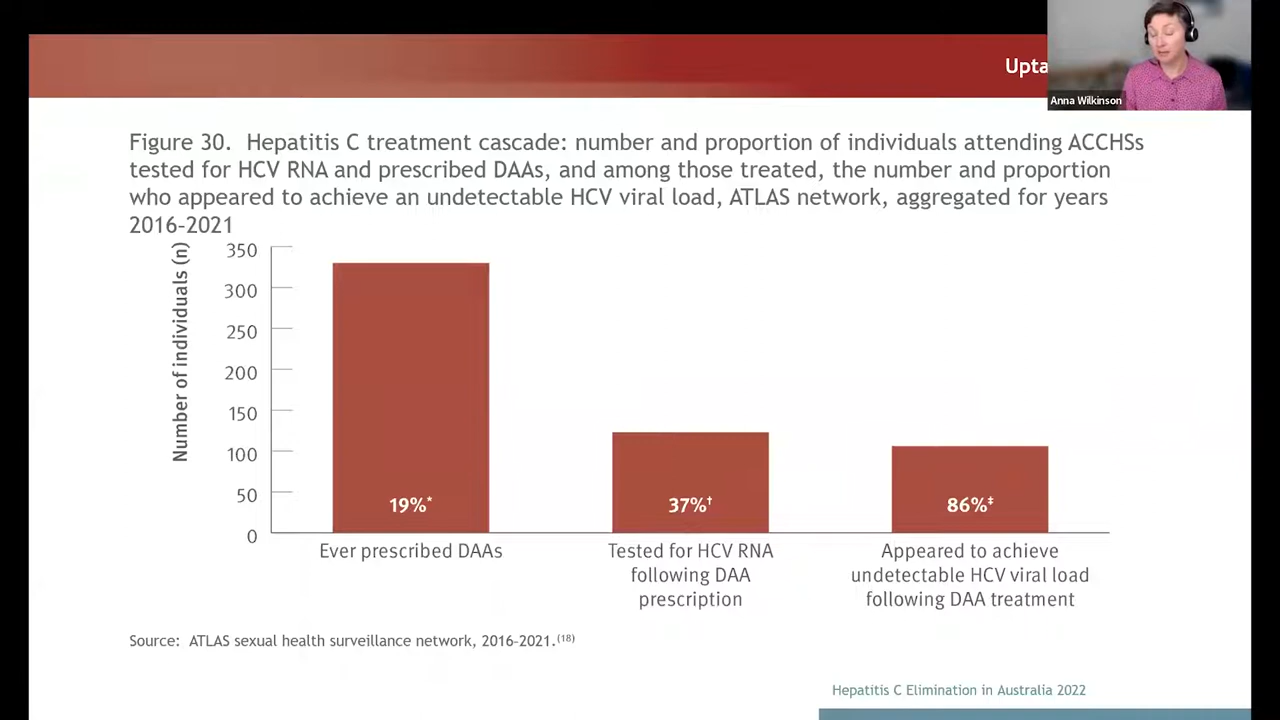 Upta
Anna Wilkinson
Figure 30. Hepatitis C treatment cascade: number and proportion of individuals attending ACCHSs
tested for HCV RNA and prescribed DAAs, and among those treated, the number and proportion
who appeared to achieve an undetectable HCV viral load, ATLAS network, aggregated for years
2016–2021
Number of individuals (n)
350
300
250
200
150
100
50
0
19%*
37%†
86%‡
Ever prescribed DAAs
Tested for HCV RNA
following DAA
prescription
Appeared to achieve
undetectable HCV viral load
following DAA treatment
Source: ATLAS sexual health surveillance network, 2016–2021.(18)
Hepatitis C Elimination in Australia 2022